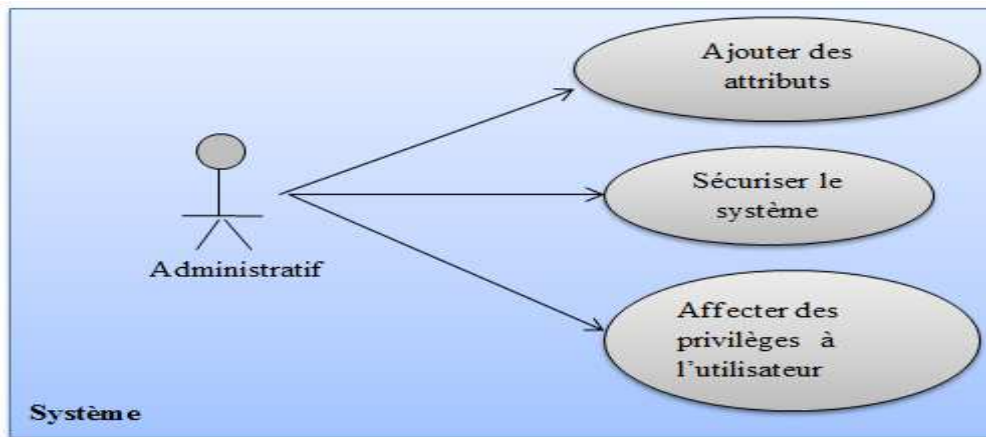 Ajouter des
attributs
Sécuriser le
système
Administratif
Affecter des
privilèges à
l'utilisateur
Système